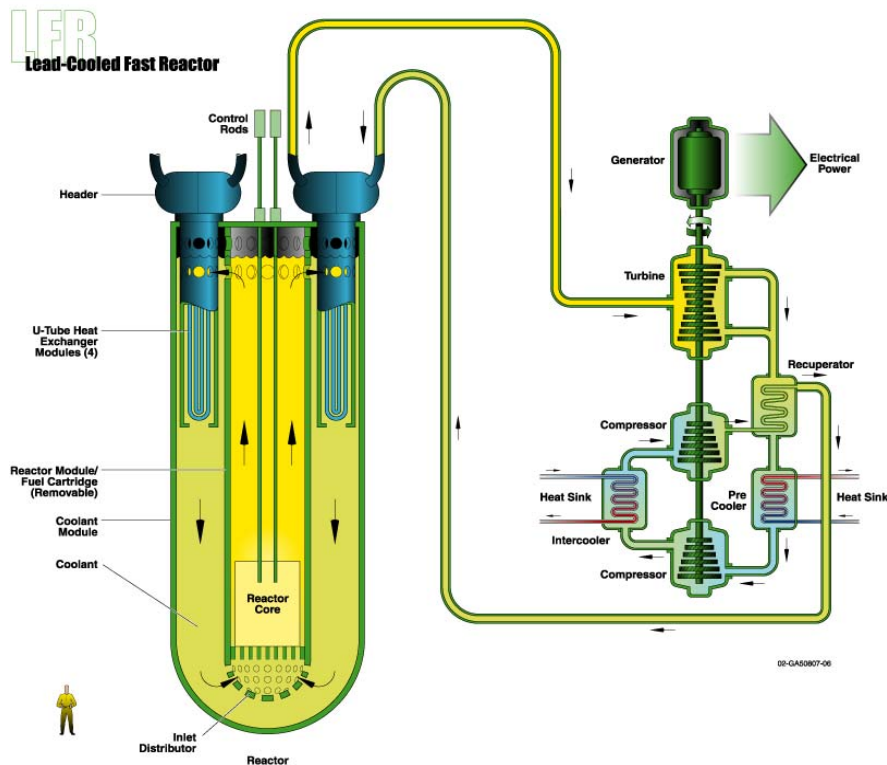 LFR
Lead-Cooled Fast Reactor
Control
Rods
Header
U-Tube Heat
Exchanger
Modules (4)
Reactor Module/
Fuel Cartridge
(Removable)
Coolant
Module
Coolant
Reactor
Core
Inlet
Distributor
Reactor
Generator
Electrical
Power
Turbine
Recuperator
Compressor
Heat Sink
Pre
Cooler
Heat Sink
Intercooler
Compressor
02-GA50807-06